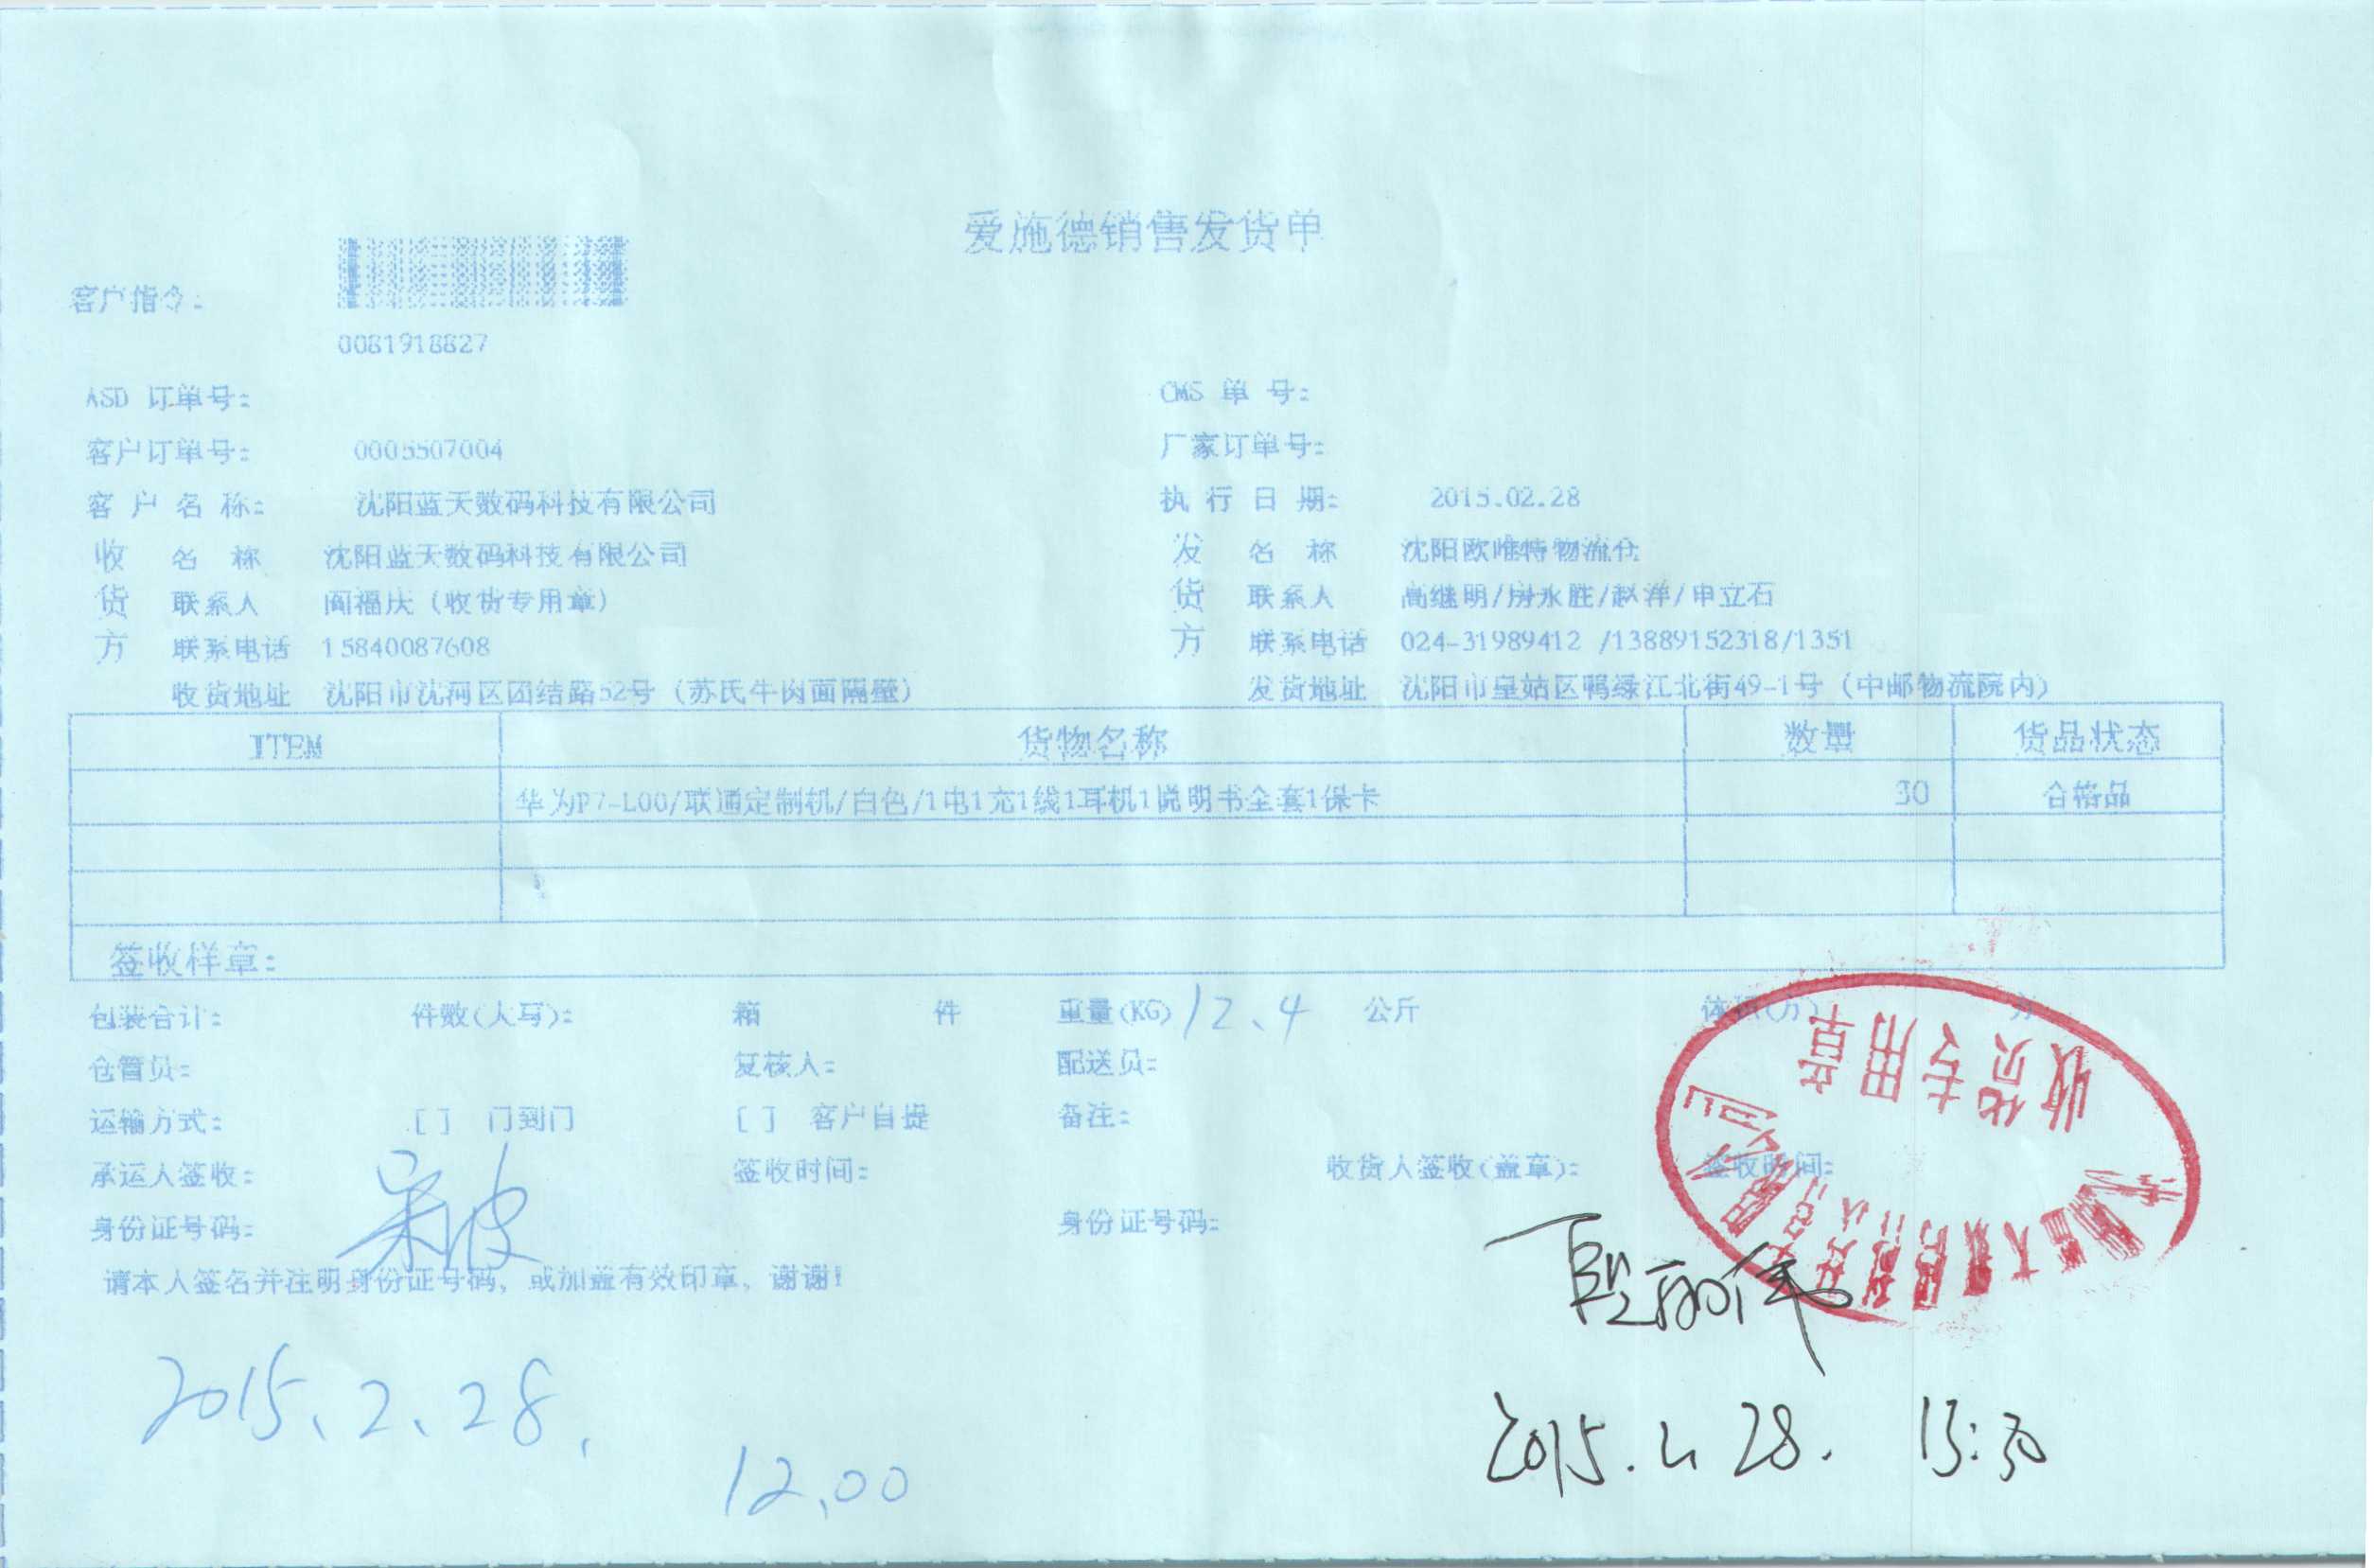 爱施德销售发货单
客户指令:
0081918827
ASD 订单号: CMS 单 号:
客户订单号: 0005507004 厂家订单号:
客 户 名 称: 沈阳蓝天数码科技有限公司 执 行 日 期: 2015.02.28
收 名 称 沈阳蓝天数码科技有限公司 发 名 称 沈阳欧唯特物流仓
货 联系人 阎福庆(收货专用章) 货 联系人 高继明/房永胜/赵洋/申立石
方 联系电话 15840087608 方 联系电话 024-31989412 /13889152318/1351
收货地址 沈阳市沈河区团结路52号(苏氏牛肉面隔壁) 发货地址 沈阳市皇姑区鸭绿江北街49-1号(中邮物流院内)
ITEM 货物名称 数量 货品状态
华为P7-L00/联通定制机/白色/1电1充1线1耳机1说明书全套1保卡 30 合格品
签收样章:
包装合计: 件数(大写): 箱 件 重量(KG) 12.4 公斤 体积(方) 方
仓管员: 复核人: 配送员:
运输方式: [ ] 门到门 [ ] 客户自提 备注:
承运人签收: 签收时间: 收货人签收(盖章): 签收时间:
身份证号码: 身份证号码:
请本人签名并注明身份证号码, 或加盖有效印章, 谢谢!
收货专用章
2015.2.28.
12.00
2015.2.28. 13:30